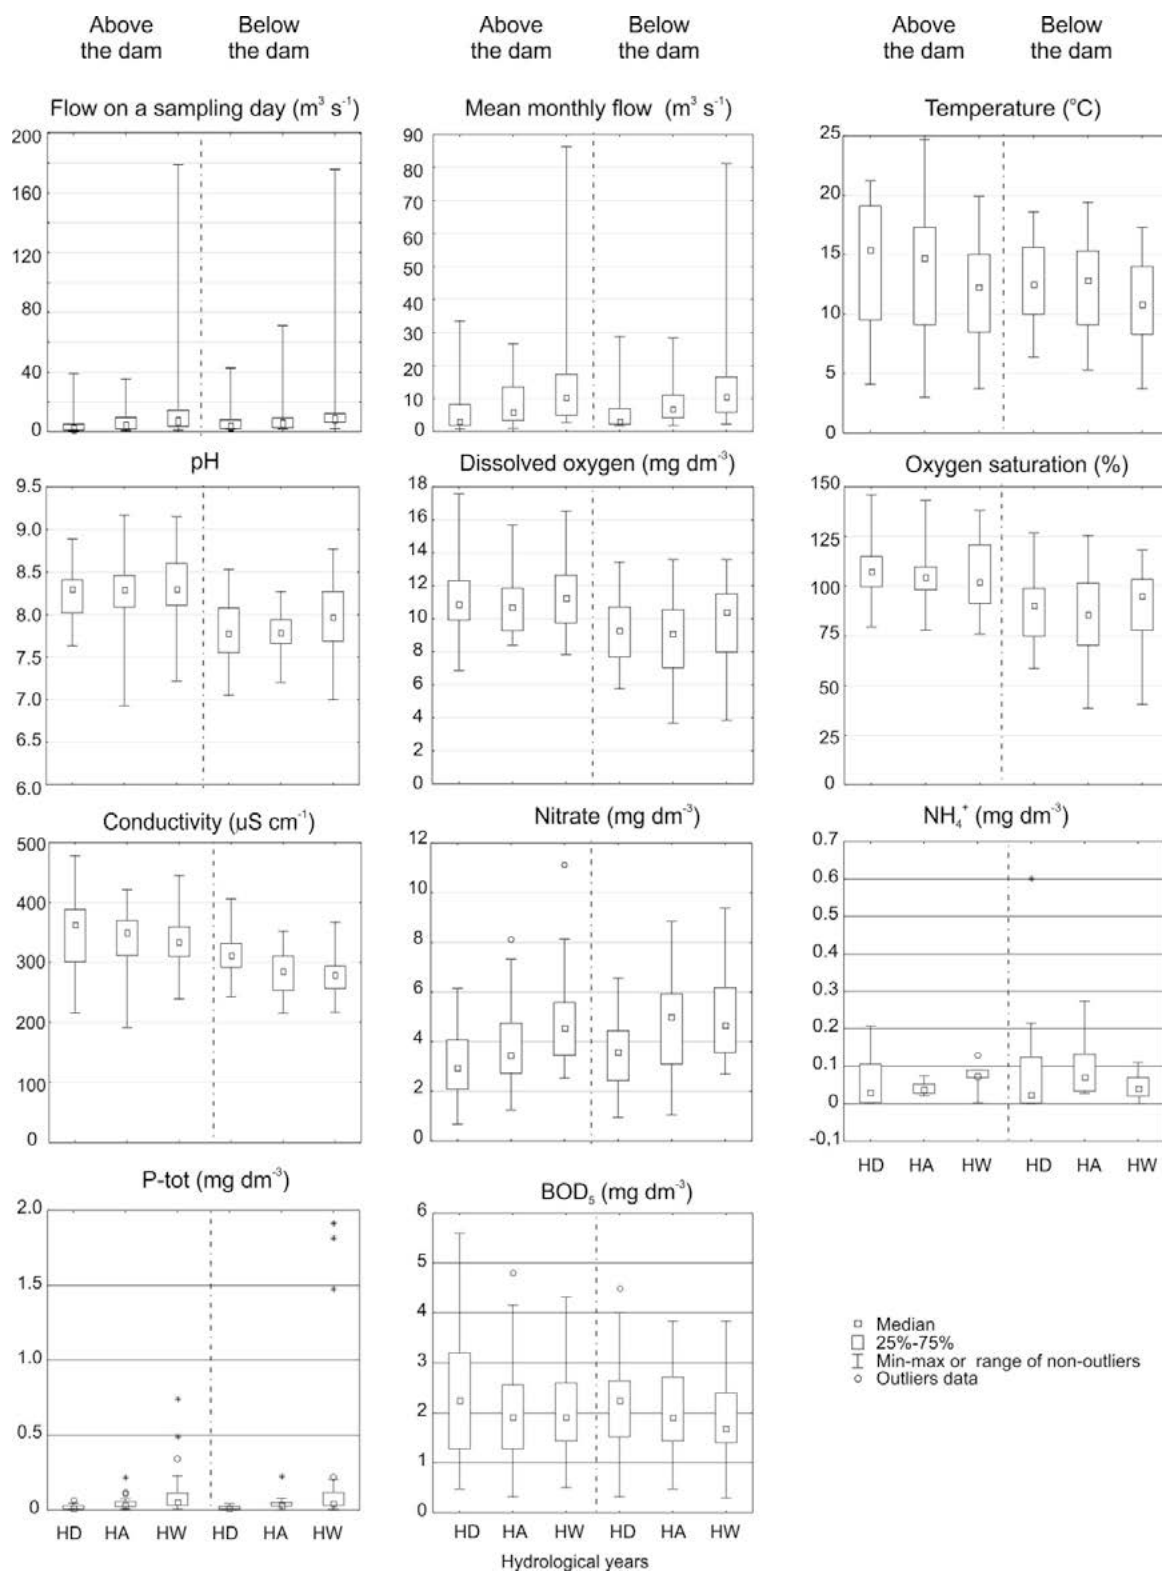 Above Below Above Below Above Below
the dam the dam the dam the dam the dam the dam
Flow on a sampling day (m³ s⁻¹) Mean monthly flow (m³ s⁻¹) Temperature (°C)
200 90 25
160 80 20
120 70 15
80 60 10
40 50 5
0 40 0
30
20
10
0
pH Dissolved oxygen (mg dm⁻³) Oxygen saturation (%)
9.5 18 150
9.0 16 125
8.5 14 100
8.0 12 75
7.5 10 50
7.0 8 25
6.0 6 0
4
2
0
Conductivity (uS cm⁻¹) Nitrate (mg dm⁻³) NH₄⁺ (mg dm⁻³)
500 12 0.7
400 10 0.6
300 8 0.5
200 6 0.4
100 4 0.3
0 2 0.2
0 0.1
0
-0,1
HD HA HW HD HA HW
P-tot (mg dm⁻³) BOD₅ (mg dm⁻³)
2.0 6
1.5 5
1.0 4
0.5 3
0 2
1
0
Median
25%-75%
Min-max or range of non-outliers
Outliers data
HD HA HW HD HA HW HD HA HW HD HA HW
Hydrological years